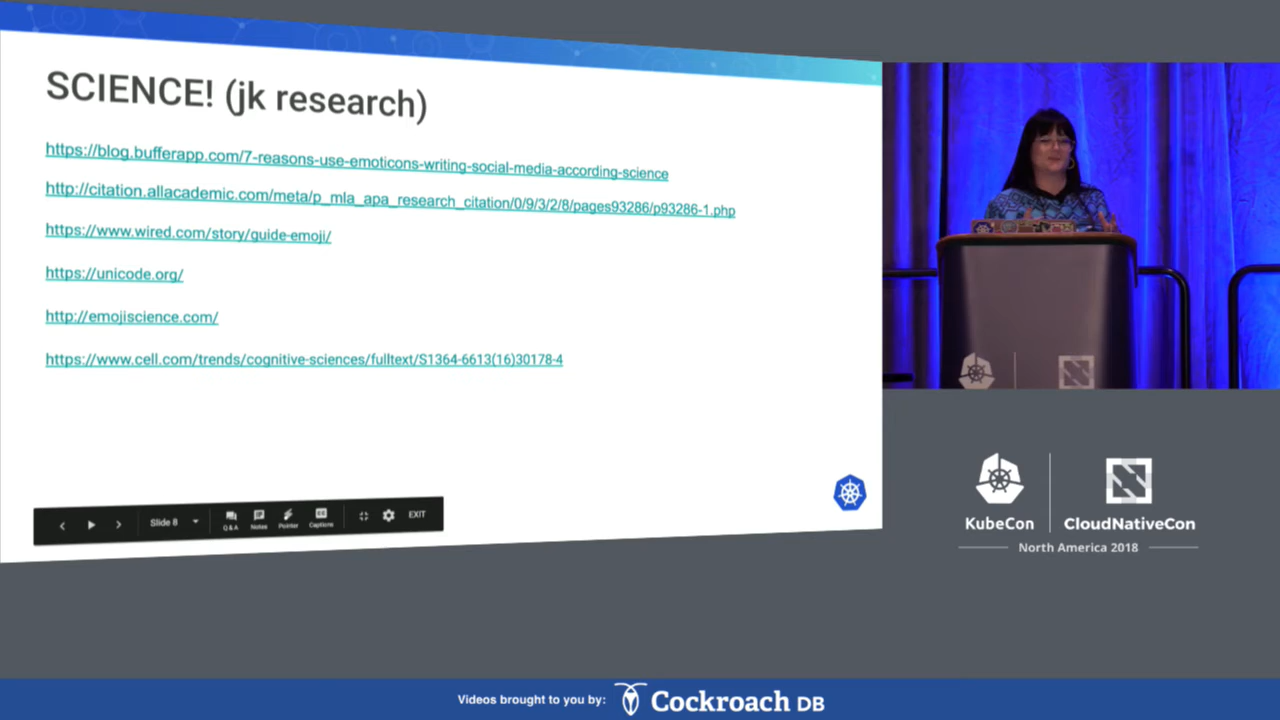 SCIENCE! (jk research)
https://blog.bufferapp.com/7-reasons-use-emoticons-writing-social-media-according-science
http://citation.allacademic.com/meta/p_mla_apa_research_citation/0/9/3/2/8/pages93286/p93286-1.php
https://www.wired.com/story/guide-emoji/
https://unicode.org/
http://emojiscience.com/
https://www.cell.com/trends/cognitive-sciences/fulltext/S1364-6613(16)30178-4
Slide 8
Q&A
Notes
Pointer
Captions
EXIT
KubeCon
CloudNativeCon
North America 2018
Videos brought to you by:
Cockroach DB